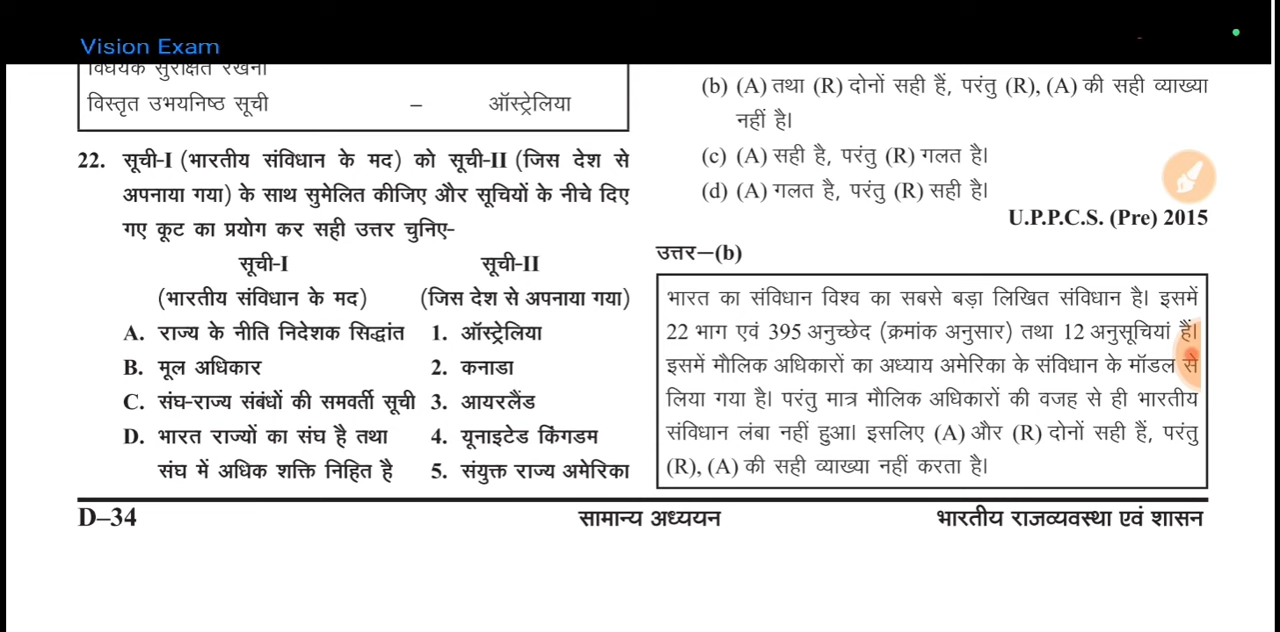 Vision Exam
विधेयक सुरक्षित रखना
विस्तृत उभयनिष्ठ सूची – ऑस्ट्रेलिया
22. सूची-I (भारतीय संविधान के मद) को सूची-II (जिस देश से
अपनाया गया) के साथ सुमेलित कीजिए और सूचियों के नीचे दिए
गए कूट का प्रयोग कर सही उत्तर चुनिए-
सूची-I सूची-II
(भारतीय संविधान के मद) (जिस देश से अपनाया गया)
A. राज्य के नीति निदेशक सिद्धांत 1. ऑस्ट्रेलिया
B. मूल अधिकार 2. कनाडा
C. संघ-राज्य संबंधों की समवर्ती सूची 3. आयरलैंड
D. भारत राज्यों का संघ है तथा 4. यूनाइटेड किंगडम
संघ में अधिक शक्ति निहित है 5. संयुक्त राज्य अमेरिका
(b) (A) तथा (R) दोनों सही हैं, परंतु (R), (A) की सही व्याख्या
नहीं है।
(c) (A) सही है, परंतु (R) गलत है।
(d) (A) गलत है, परंतु (R) सही है।
U.P.P.C.S. (Pre) 2015
उत्तर–(b)
भारत का संविधान विश्व का सबसे बड़ा लिखित संविधान है। इसमें
22 भाग एवं 395 अनुच्छेद (क्रमांक अनुसार) तथा 12 अनुसूचियां हैं।
इसमें मौलिक अधिकारों का अध्याय अमेरिका के संविधान के मॉडल से
लिया गया है। परंतु मात्र मौलिक अधिकारों की वजह से ही भारतीय
संविधान लंबा नहीं हुआ। इसलिए (A) और (R) दोनों सही हैं, परंतु
(R), (A) की सही व्याख्या नहीं करता है।
D–34 सामान्य अध्ययन भारतीय राजव्यवस्था एवं शासन